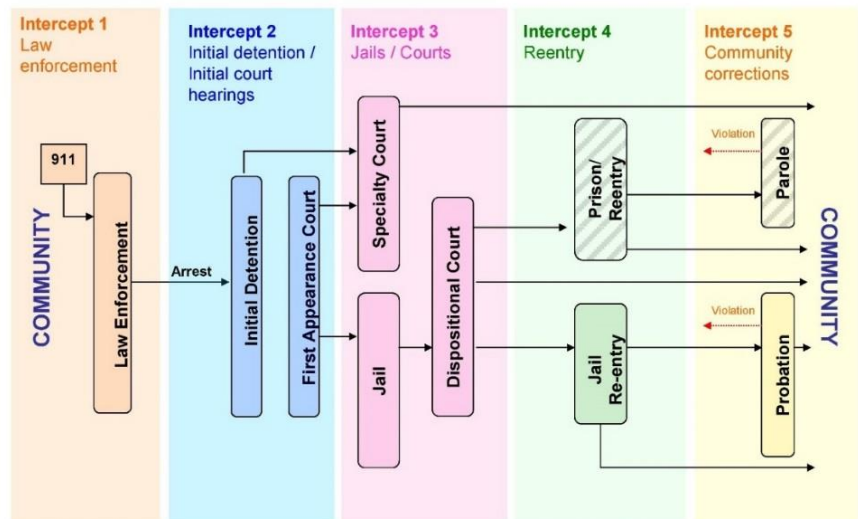 Intercept 1
Law
enforcement
Intercept 2
Initial detention /
Initial court
hearings
Intercept 3
Jails / Courts
Intercept 4
Reentry
Intercept 5
Community
corrections
911
COMMUNITY
Law Enforcement
Arrest
Initial Detention
First Appearance Court
Specialty Court
Jail
Dispositional Court
Prison/
Reentry
Jail
Re-entry
Violation
Parole
Violation
Probation
COMMUNITY